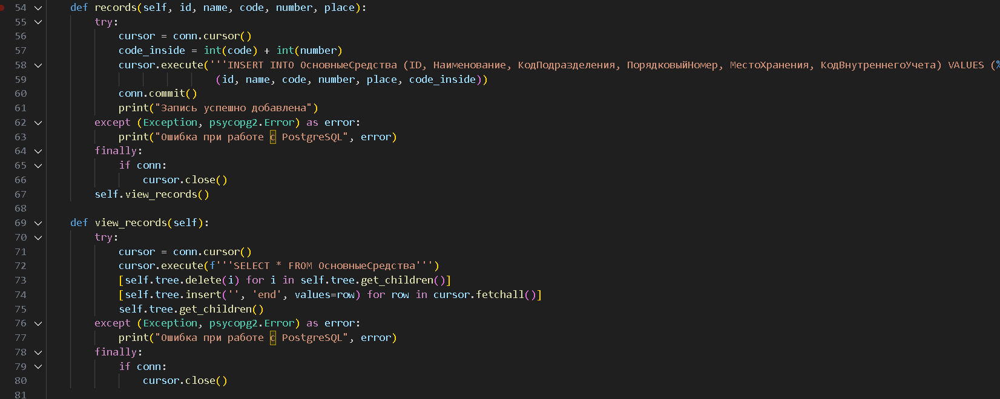 54 def records(self, id, name, code, number, place):
55 try:
56 cursor = conn.cursor()
57 code_inside = int(code) + int(number)
58 cursor.execute('''INSERT INTO ОсновныеСредства (ID, Наименование, КодПодразделения, ПорядковыйНомер, МестоХранения, КодВнутреннегоУчета) VALUES (%
59 (id, name, code, number, place, code_inside))
60 conn.commit()
61 print("Запись успешно добавлена")
62 except (Exception, psycopg2.Error) as error:
63 print("Ошибка при работе с PostgreSQL", error)
64 finally:
65 if conn:
66 cursor.close()
67 self.view_records()
68
69 def view_records(self):
70 try:
71 cursor = conn.cursor()
72 cursor.execute(f'''SELECT * FROM ОсновныеСредства''')
73 [self.tree.delete(i) for i in self.tree.get_children()]
74 [self.tree.insert('', 'end', values=row) for row in cursor.fetchall()]
75 self.tree.get_children()
76 except (Exception, psycopg2.Error) as error:
77 print("Ошибка при работе с PostgreSQL", error)
78 finally:
79 if conn:
80 cursor.close()
81